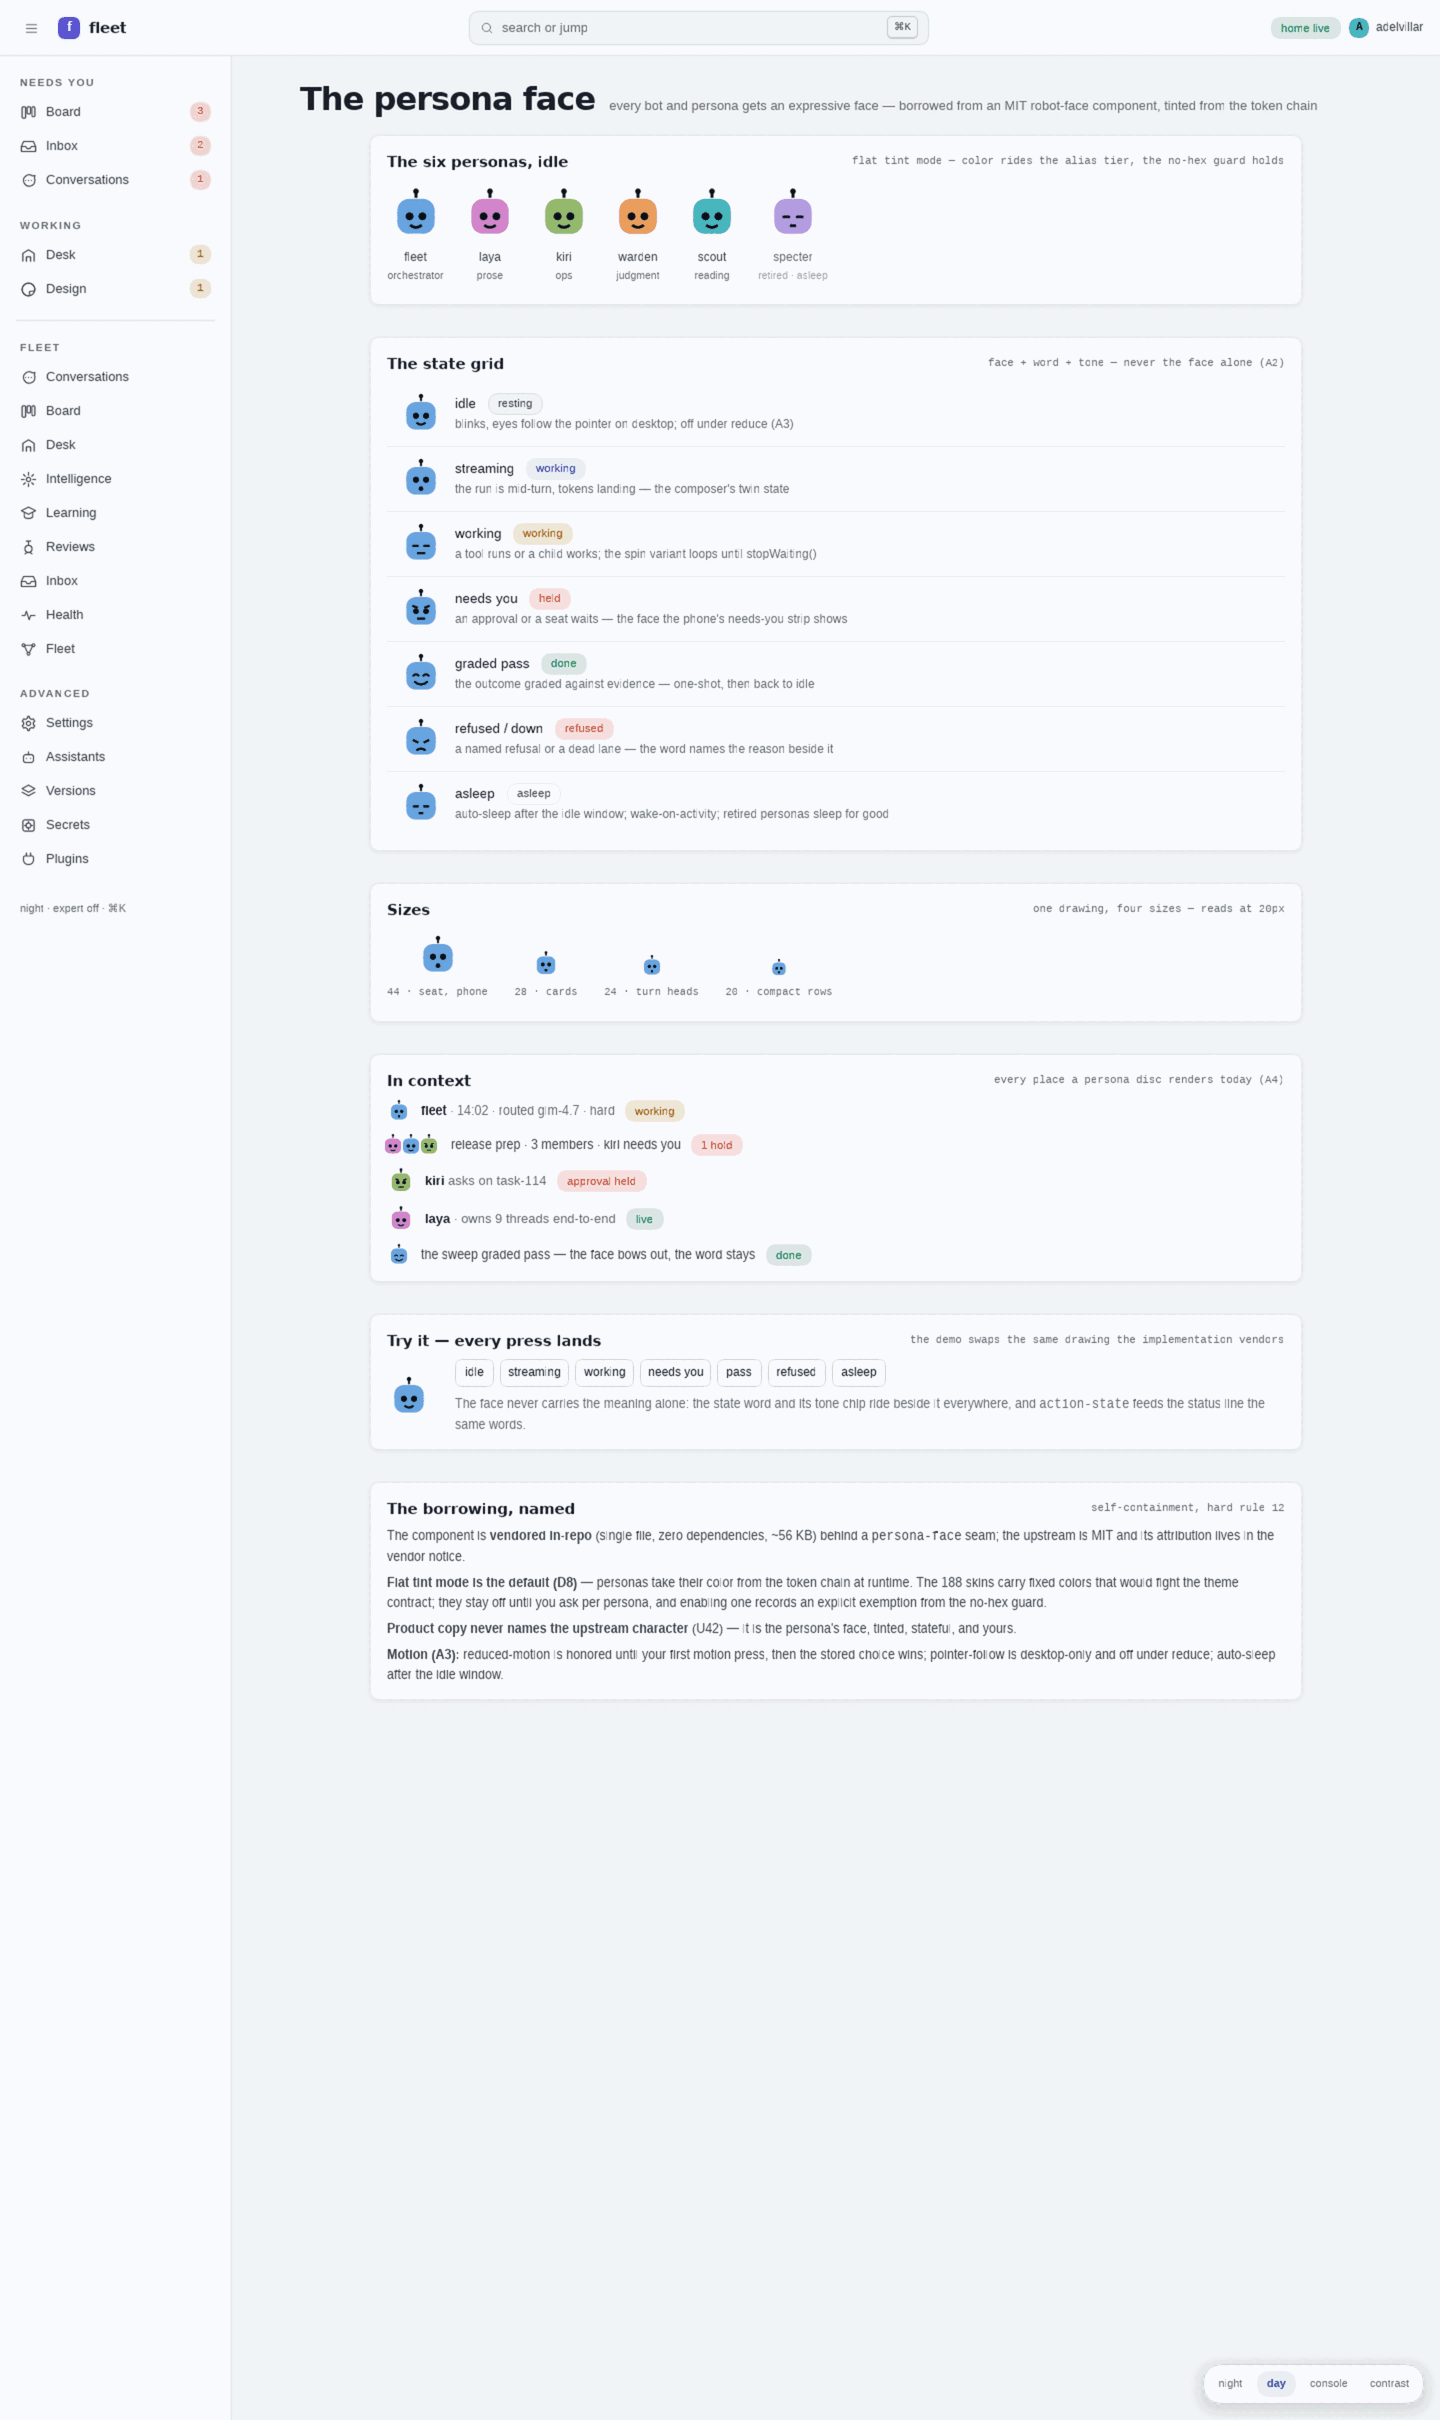 f fleet
search or jump
⌘K
home live
A adelvillar
NEEDS YOU
Board 3
Inbox 2
Conversations 1
WORKING
Desk 1
Design 1
FLEET
Conversations
Board
Desk
Intelligence
Learning
Reviews
Inbox
Health
Fleet
ADVANCED
Settings
Assistants
Versions
Secrets
Plugins
night · expert off · ⌘K
The persona face every bot and persona gets an expressive face — borrowed from an MIT robot-face component, tinted from the token chain
The six personas, idle
flat tint mode — color rides the alias tier, the no-hex guard holds
fleet laya kiri warden scout specter
orchestrator prose ops judgment reading retired · asleep
The state grid
face + word + tone — never the face alone (A2)
idle resting
blinks, eyes follow the pointer on desktop; off under reduce (A3)
streaming working
the run is mid-turn, tokens landing — the composer's twin state
working working
a tool runs or a child works; the spin variant loops until stopWaiting()
needs you held
an approval or a seat waits — the face the phone's needs-you strip shows
graded pass done
the outcome graded against evidence — one-shot, then back to idle
refused / down refused
a named refusal or a dead lane — the word names the reason beside it
asleep asleep
auto-sleep after the idle window; wake-on-activity; retired personas sleep for good
Sizes
one drawing, four sizes — reads at 20px
44 · seat, phone 28 · cards 24 · turn heads 20 · compact rows
In context
every place a persona disc renders today (A4)
fleet · 14:02 · routed glm-4.7 · hard working
release prep · 3 members · kiri needs you 1 hold
kiri asks on task-114 approval held
laya · owns 9 threads end-to-end live
the sweep graded pass — the face bows out, the word stays done
Try it — every press lands
the demo swaps the same drawing the implementation vendors
idle streaming working needs you pass refused asleep
The face never carries the meaning alone: the state word and its tone chip ride beside it everywhere, and action-state feeds the status line the
same words.
The borrowing, named
self-containment, hard rule 12
The component is vendored in-repo (single file, zero dependencies, ~56 KB) behind a persona-face seam; the upstream is MIT and its attribution lives in the
vendor notice.
Flat tint mode is the default (D8) — personas take their color from the token chain at runtime. The 188 skins carry fixed colors that would fight the theme
contract; they stay off until you ask per persona, and enabling one records an explicit exemption from the no-hex guard.
Product copy never names the upstream character (U42) — it is the persona's face, tinted, stateful, and yours.
Motion (A3): reduced-motion is honored until your first motion press, then the stored choice wins; pointer-follow is desktop-only and off under reduce; auto-sleep
after the idle window.
night day console contrast